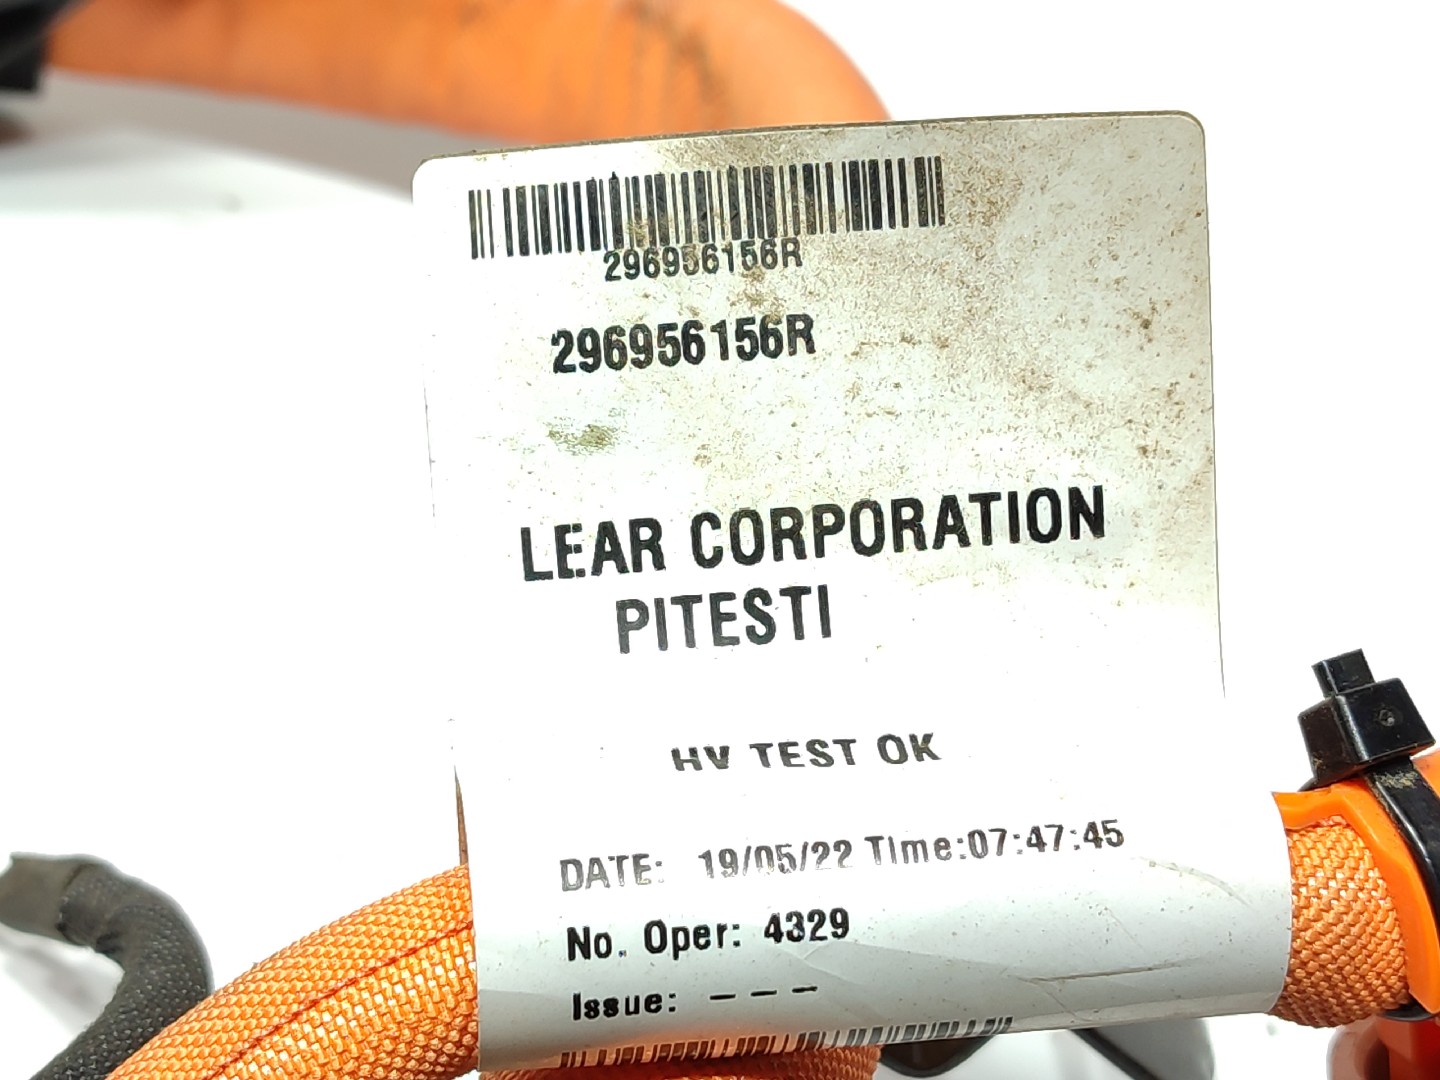 296956156R
296956156R
LEAR CORPORATION
PITESTI
HV TEST OK
DATE: 19/05/22 Time:07:47:45
No. Oper: 4329
Issue: - - -